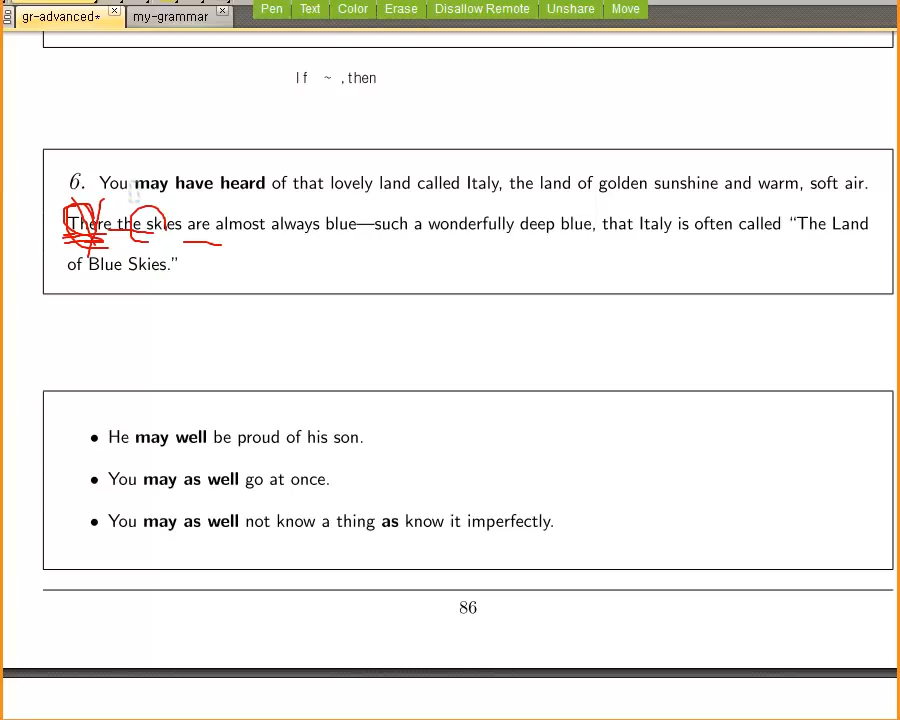 Pen Text Color Erase Disallow Remote Unshare Move
gr-advanced* my-grammar
If ~ ,then
6. You may have heard of that lovely land called Italy, the land of golden sunshine and warm, soft air.
There the skies are almost always blue—such a wonderfully deep blue, that Italy is often called “The Land
of Blue Skies.”
• He may well be proud of his son.
• You may as well go at once.
• You may as well not know a thing as know it imperfectly.
86